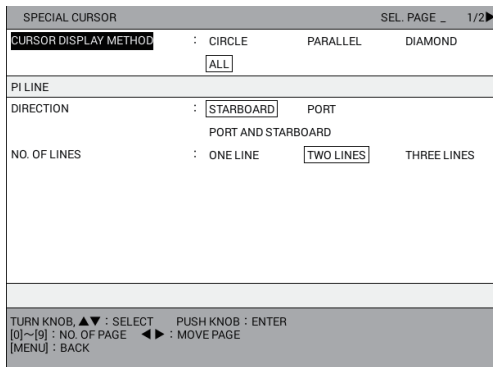 SPECIAL CURSOR SEL. PAGE _ 1/2▶
CURSOR DISPLAY METHOD : CIRCLE PARALLEL DIAMOND
ALL
PI LINE
DIRECTION : STARBOARD PORT
PORT AND STARBOARD
NO. OF LINES : ONE LINE TWO LINES THREE LINES
TURN KNOB, ▲▼ : SELECT PUSH KNOB : ENTER
[0]~[9] : NO. OF PAGE ◀▶ : MOVE PAGE
[MENU] : BACK